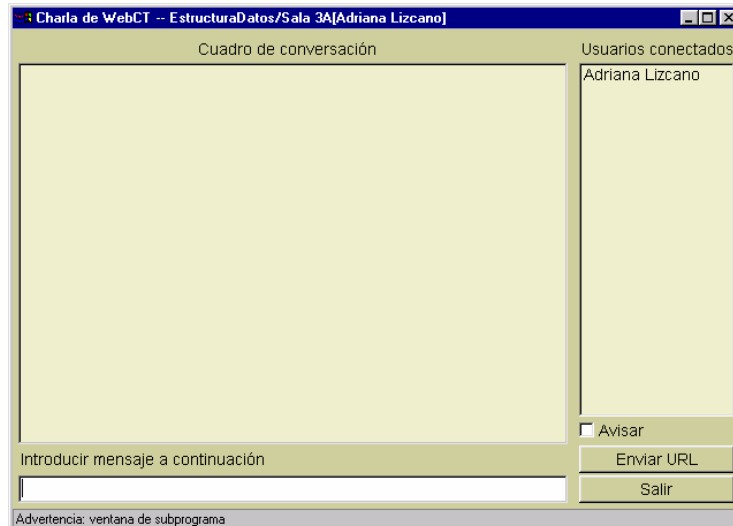 Charla de WebCT -- EstructuraDatos/Sala 3A[Adriana Lizcano]
Cuadro de conversación
Usuarios conectados
Adriana Lizcano
Avisar
Introducir mensaje a continuación
Enviar URL
Salir
Advertencia: ventana de subprograma